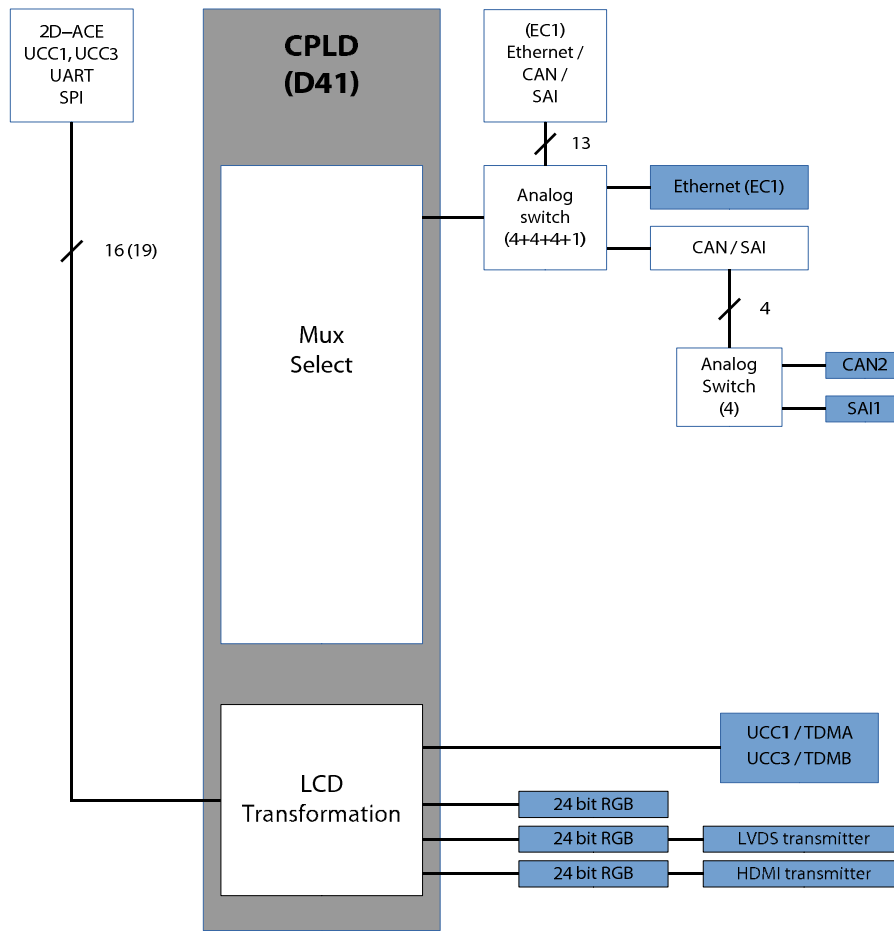 2D–ACE
UCC1, UCC3
UART
SPI
16 (19)
CPLD
(D41)
Mux
Select
LCD
Transformation
(EC1)
Ethernet /
CAN /
SAI
13
Analog
switch
(4+4+4+1)
Ethernet (EC1)
CAN / SAI
4
Analog
Switch
(4)
CAN2
SAI1
UCC1 / TDMA
UCC3 / TDMB
24 bit RGB
24 bit RGB
LVDS transmitter
24 bit RGB
HDMI transmitter